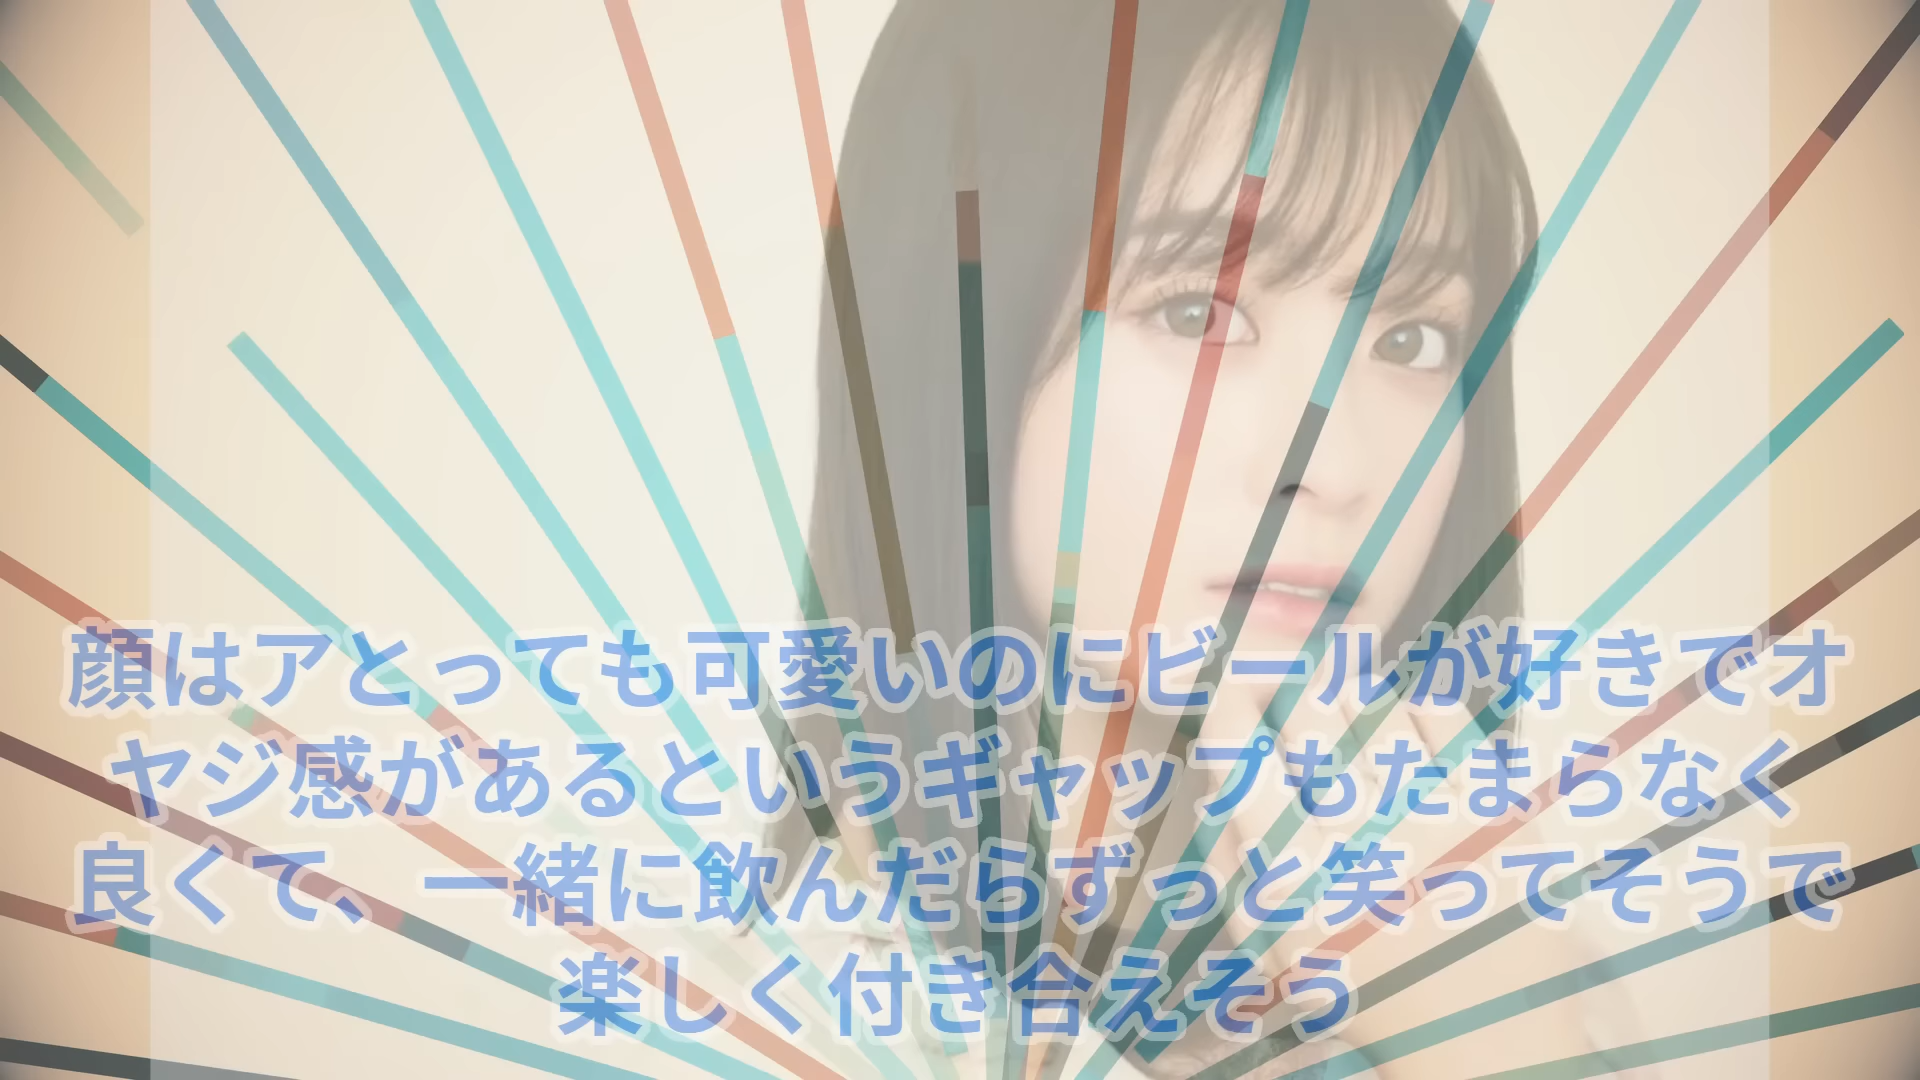 顔はアとっても可愛いのにビールが好きでオ
ヤジ感があるというギャップもたまらなく
良くて、一緒に飲んだらずっと笑ってそうで
楽しく付き合えそう